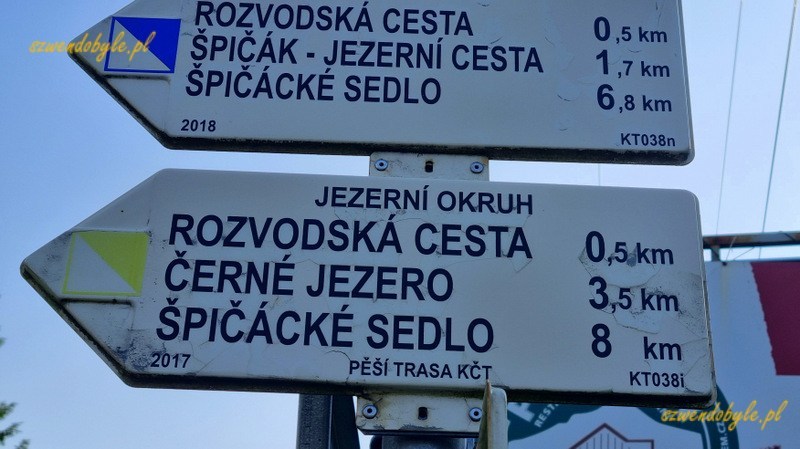 szwendobyle.pl
ROZVODSKÁ CESTA 0,5 km
ŠPIČÁK - JEZERNÍ CESTA 1,7 km
ŠPIČÁCKÉ SEDLO 6,8 km
2018 KT038n
JEZERNÍ OKRUH
ROZVODSKÁ CESTA 0,5 km
ČERNÉ JEZERO 3,5 km
ŠPIČÁCKÉ SEDLO 8 km
2017 PĚŠÍ TRASA KČT KT038i
szwendobyle.pl